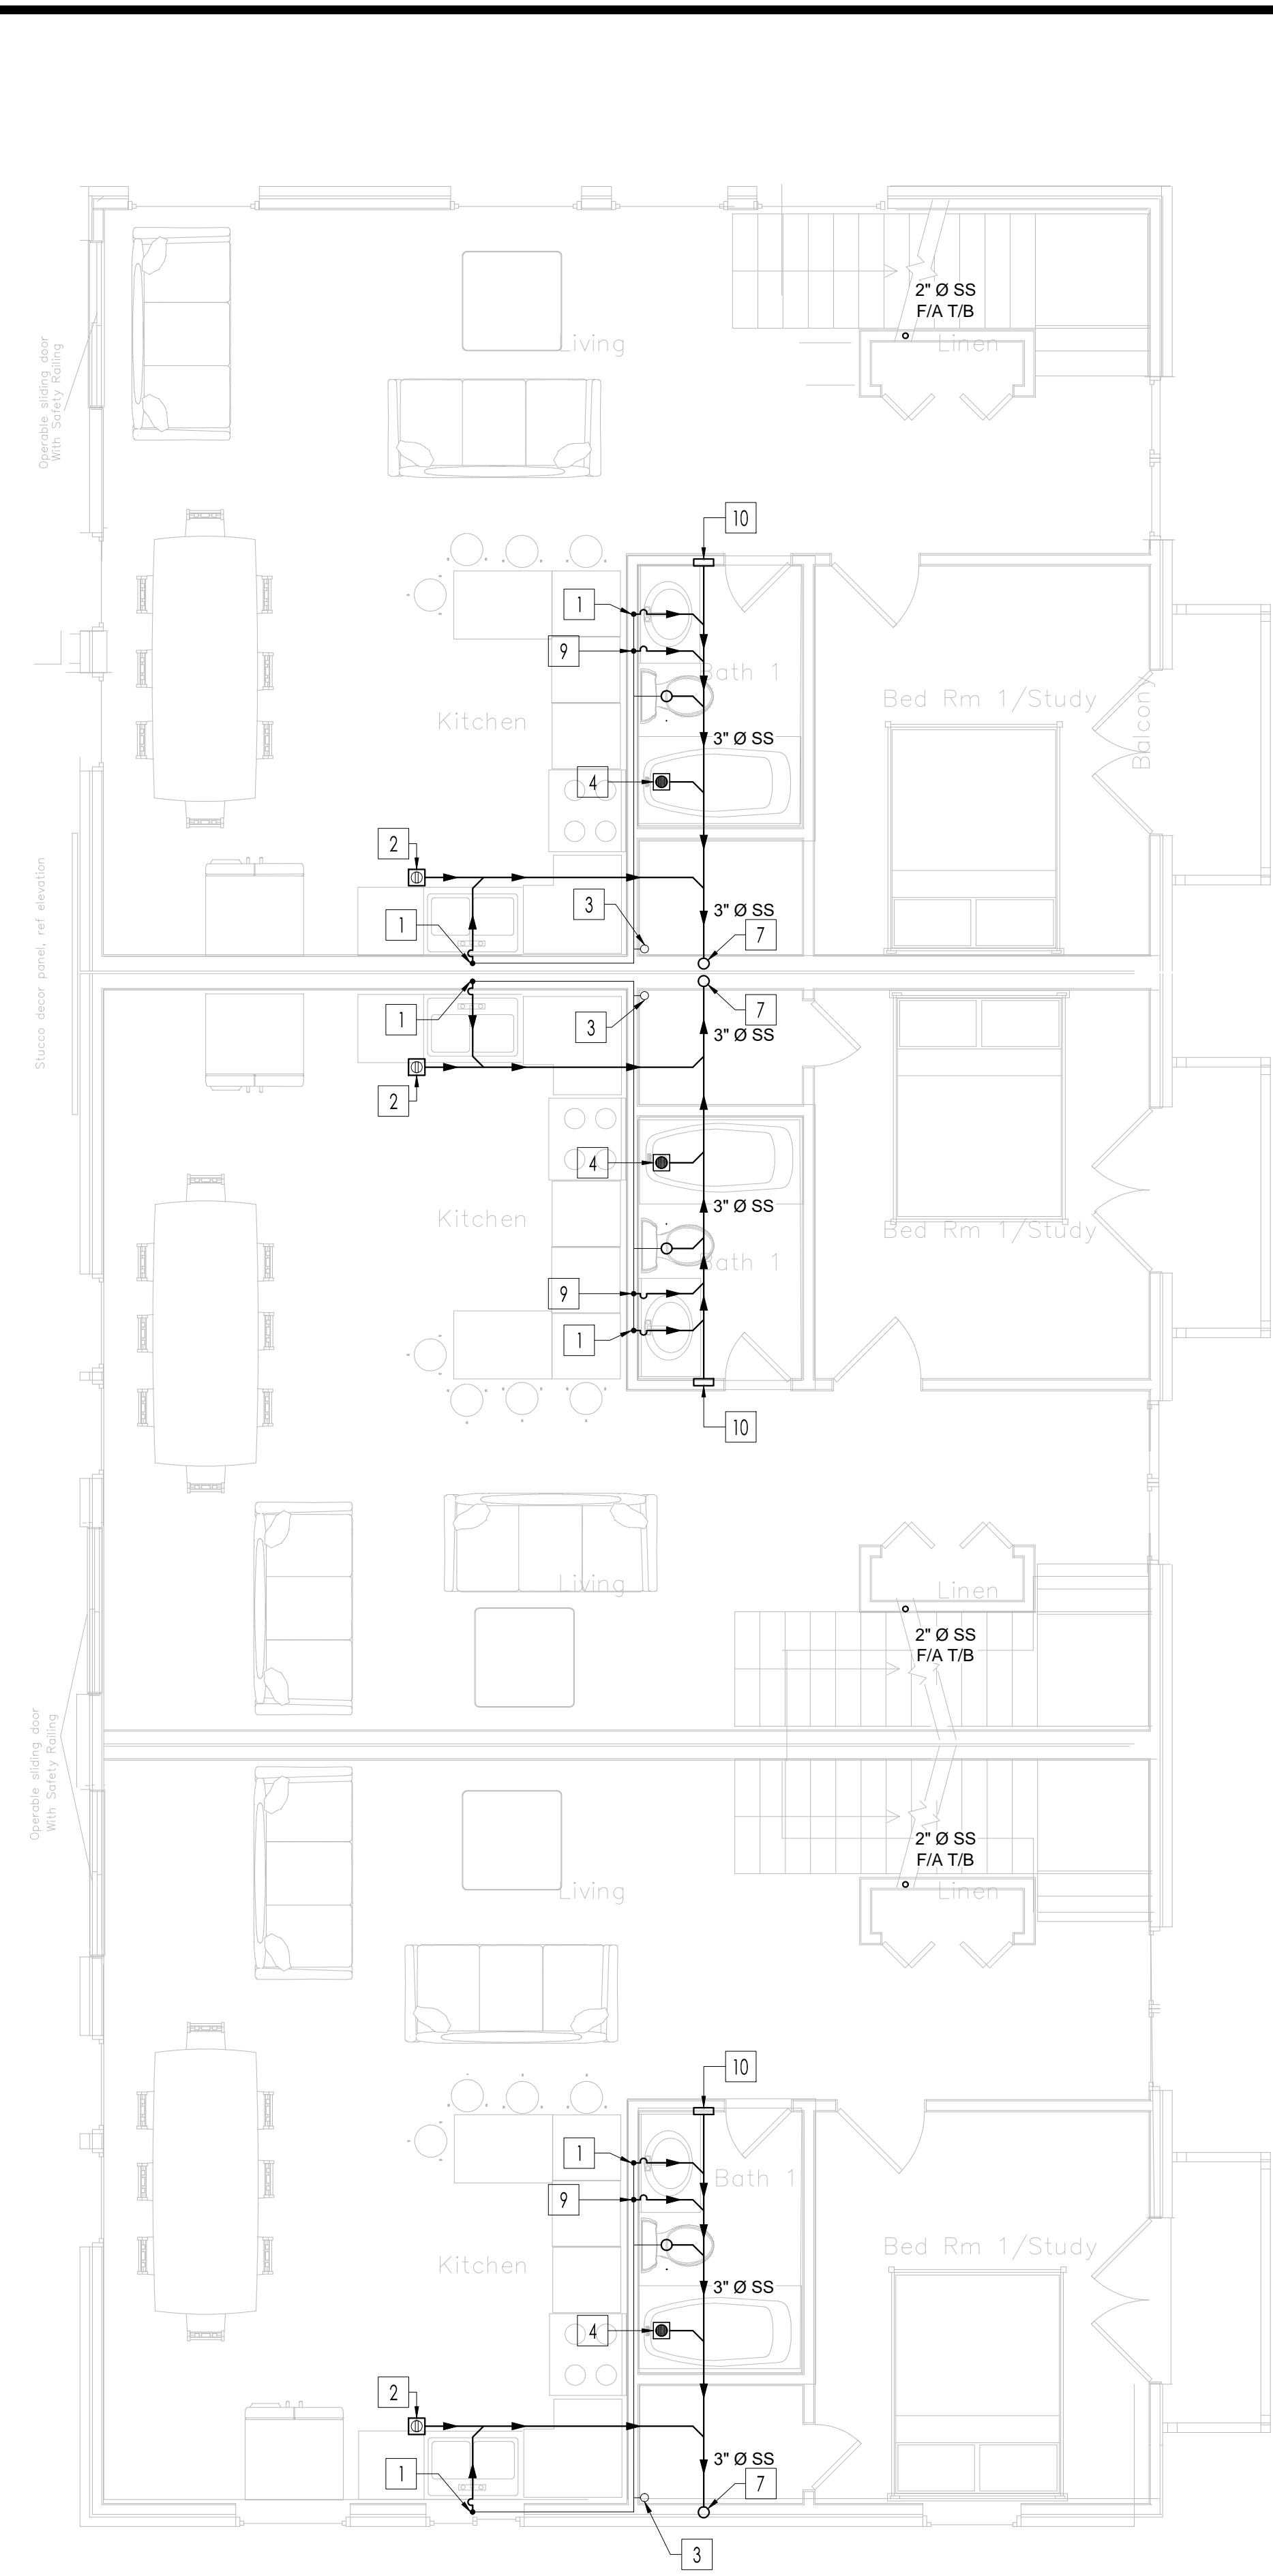 2" Ø SS
F/A T/B
Living
Linen
Operable sliding door
With Safety Railing
10
1
9
Bath 1
Bed Rm 1/Study
Balcony
Kitchen
3" Ø SS
4
2
Stucco decor panel, ref elevation
1
3
3" Ø SS
7
1
3
7
3" Ø SS
2
4
3" Ø SS
Kitchen
Bed Rm 1/Study
Bath 1
9
1
10
Living
Linen
2" Ø SS
F/A T/B
Operable sliding door
With Safety Railing
2" Ø SS
F/A T/B
Living
Linen
10
1
Bath 1
9
Kitchen
Bed Rm 1/Study
3" Ø SS
4
2
1
3" Ø SS
7
3